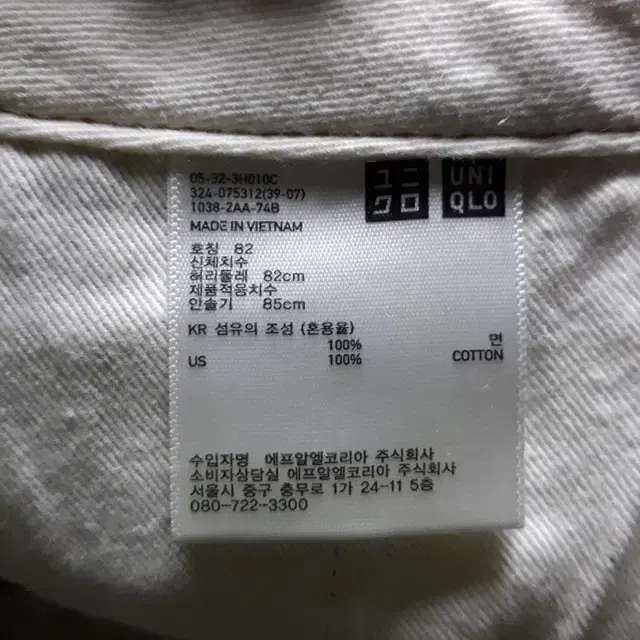 05-3Z-3H010C
324-075312(39-07)
1038-2AA-74B
MADE IN VIETNAM
ユニ
クロ
UNI
QLO
호칭 82
신체치수
허리둘레 82cm
제품적용치수
인솔기 85cm
KR 섬유의 조성 (혼용율)
100% 면
US 100% COTTON
수입자명 에프알엘코리아 주식회사
소비자상담실 에프알엘코리아 주식회사
서울시 중구 충무로 1가 24-11 5층
080-722-3300